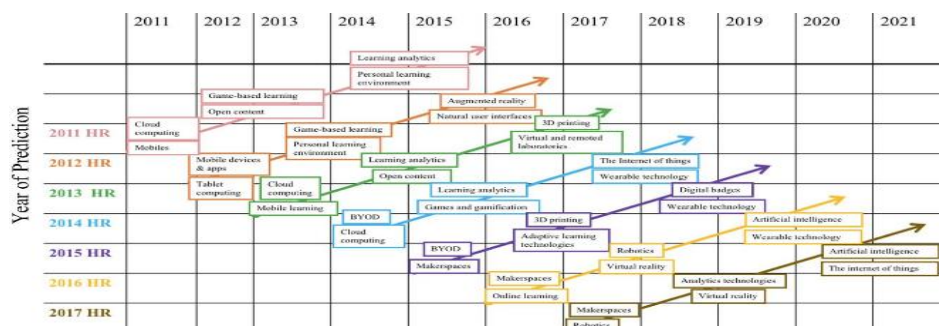 2011 2012 2013 2014 2015 2016 2017 2018 2019 2020 2021
Year of Prediction
Learning analytics
Personal learning
environment
Game-based learning
Open content
2011 HR
Cloud
computing
Mobiles
Augmented reality
Natural user interfaces
Game-based learning
Personal learning
environment
2012 HR
Mobile devices
& apps
Tablet
computing
3D printing
Virtual and remoted
laboratories
Learning analytics
Open content
2013 HR
Cloud
computing
Mobile learning
The Internet of things
Wearable technology
Learning analytics
Games and gamification
2014 HR
BYOD
Cloud
computing
Digital badges
Wearable technology
3D printing
Adaptive learning
technologies
2015 HR
BYOD
Makerspaces
Artificial intelligence
Wearable technology
Robotics
Virtual reality
2016 HR
Makerspaces
Online learning
Artificial intelligence
The internet of things
Analytics technologies
Virtual reality
2017 HR
Makerspaces
Robotics